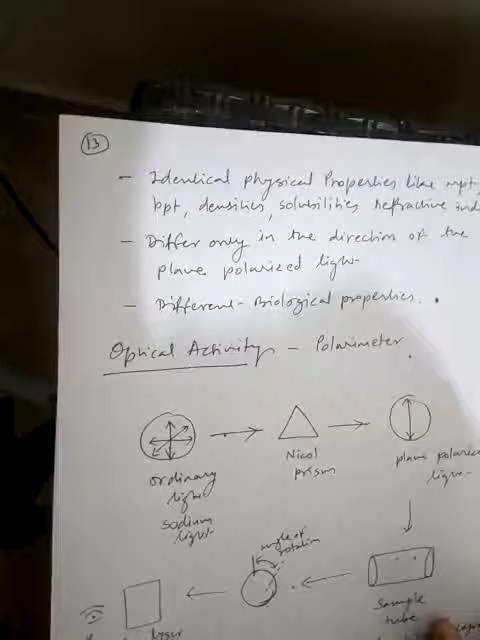 13
- Identical physical Properties like mpt,
bpt, densities, solubilities Refractive ind
- Differ only in the direction of the
plane polarized light
- Different Biological properties.
Optical Activity - Polarimeter
ordinary
light
sodium
light
Nicol
prism
plane polariz
light
angle of
rotation
sample
tube